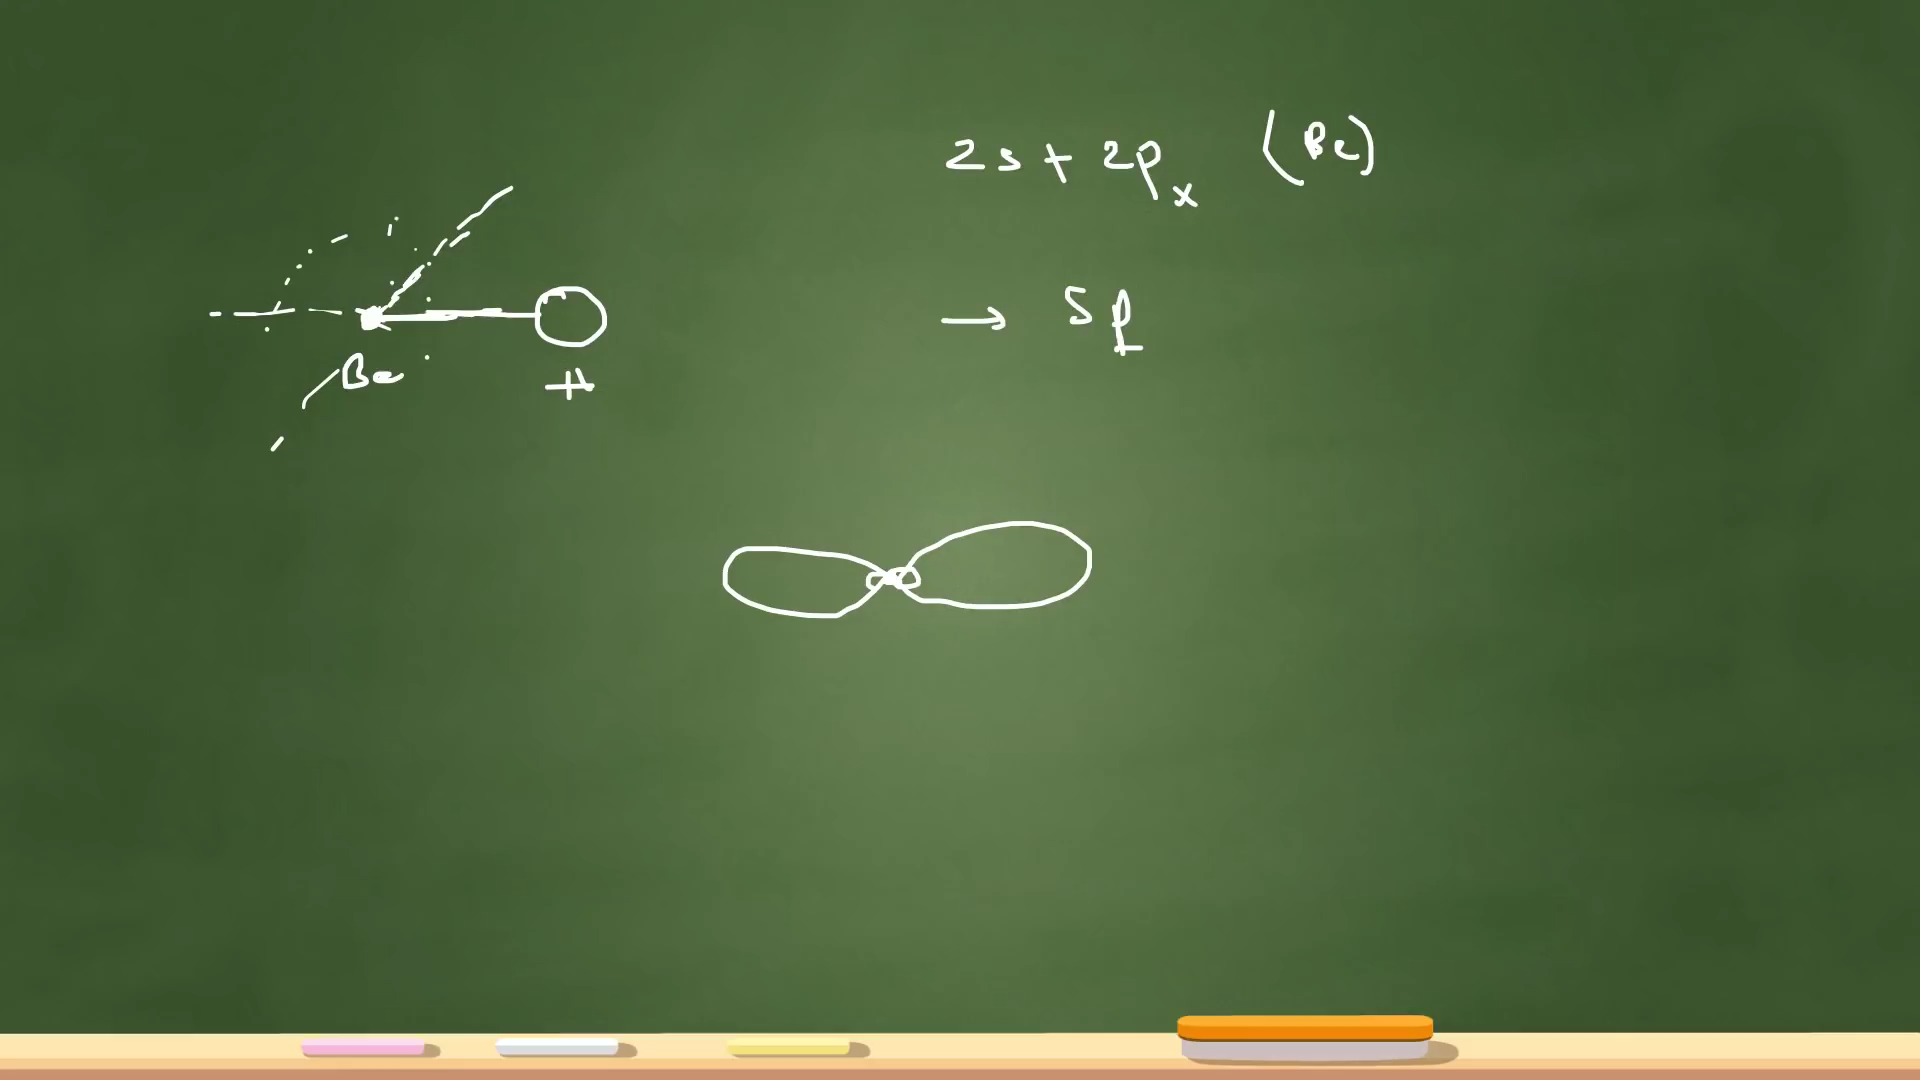 2s + 2px (Be)
→ sp
Be
H